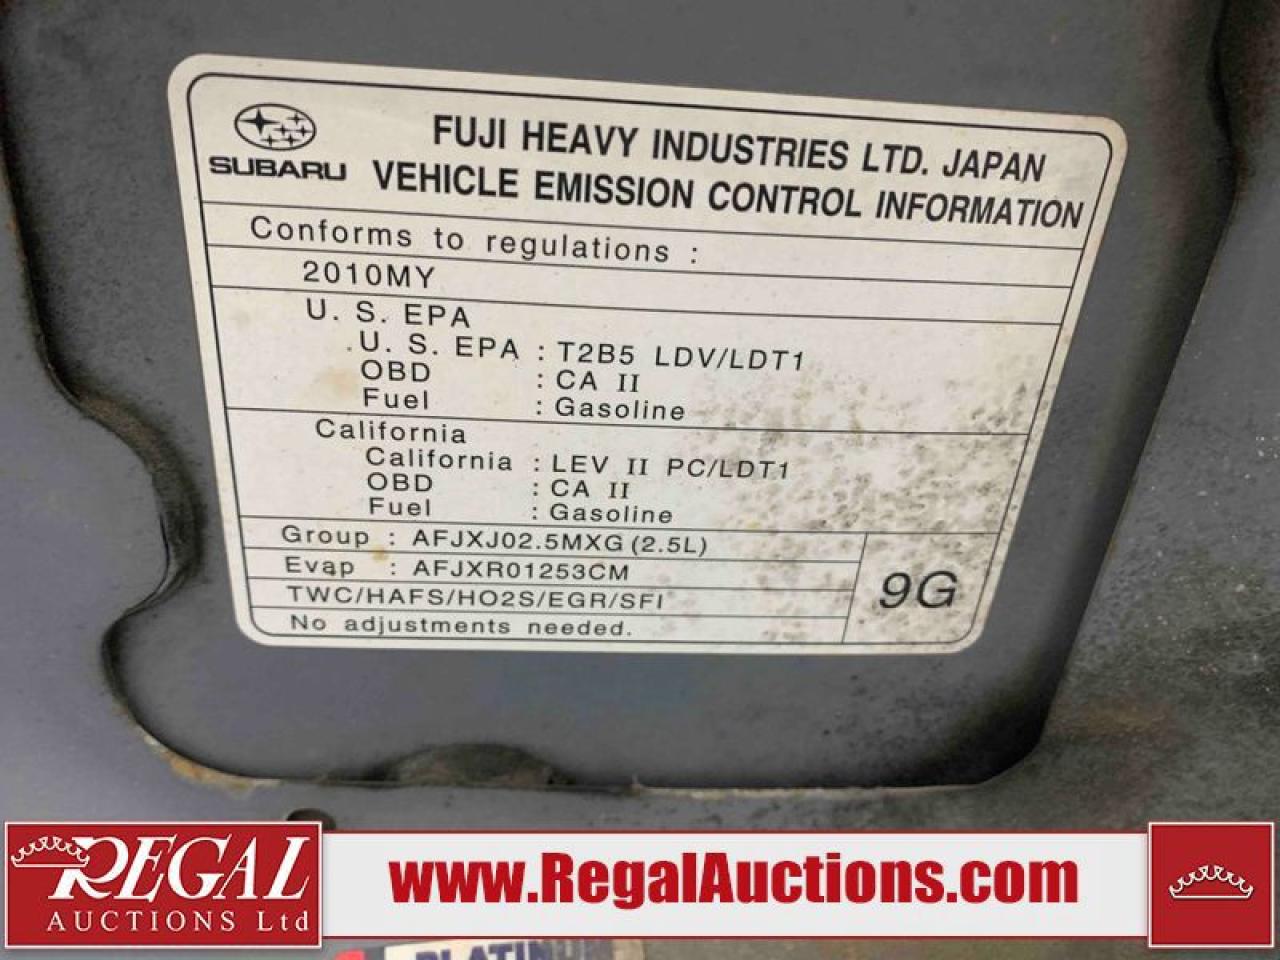 SUBARU
FUJI HEAVY INDUSTRIES LTD. JAPAN
VEHICLE EMISSION CONTROL INFORMATION
Conforms to regulations :
2010MY
U. S. EPA
U. S. EPA : T2B5 LDV/LDT1
OBD : CA II
Fuel : Gasoline
California
California : LEV II PC/LDT1
OBD : CA II
Fuel : Gasoline
Group : AFJXJ02.5MXG (2.5L)
Evap : AFJXR01253CM
TWC/HAFS/HO2S/EGR/SFI
No adjustments needed.
9G
REGAL
AUCTIONS Ltd
www.RegalAuctions.com